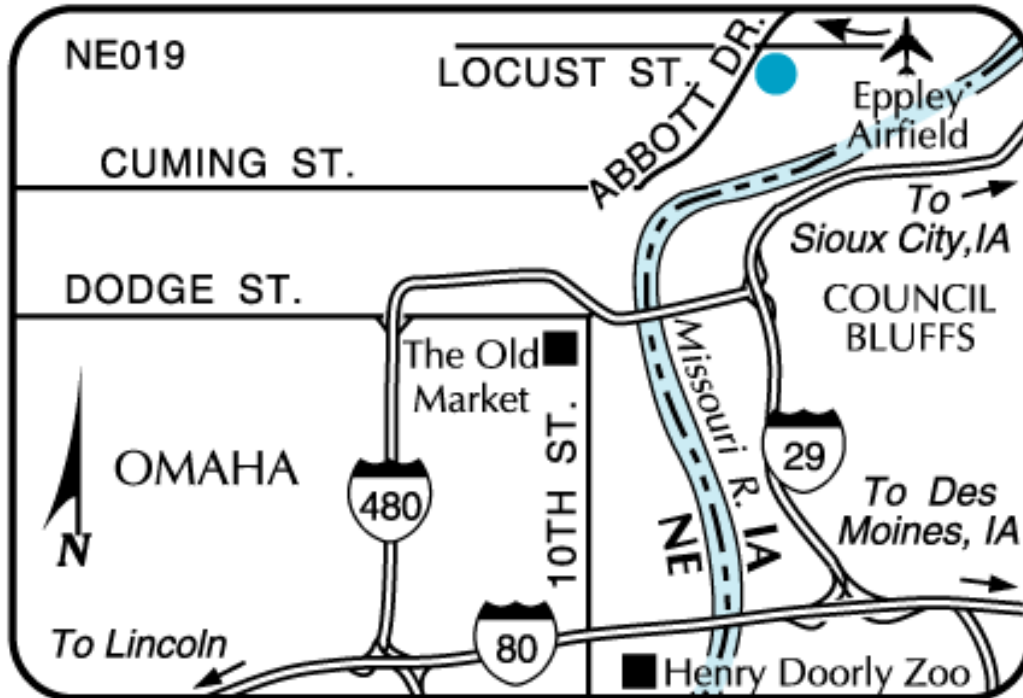 NE019
LOCUST ST.
ABBOTT DR.
Eppley
Airfield
CUMING ST.
To
Sioux City, IA
DODGE ST.
COUNCIL
BLUFFS
The Old
Market
Missouri R.
10TH ST.
OMAHA
480
29
To Des
Moines, IA
NE
IA
N
To Lincoln
80
Henry Doorly Zoo